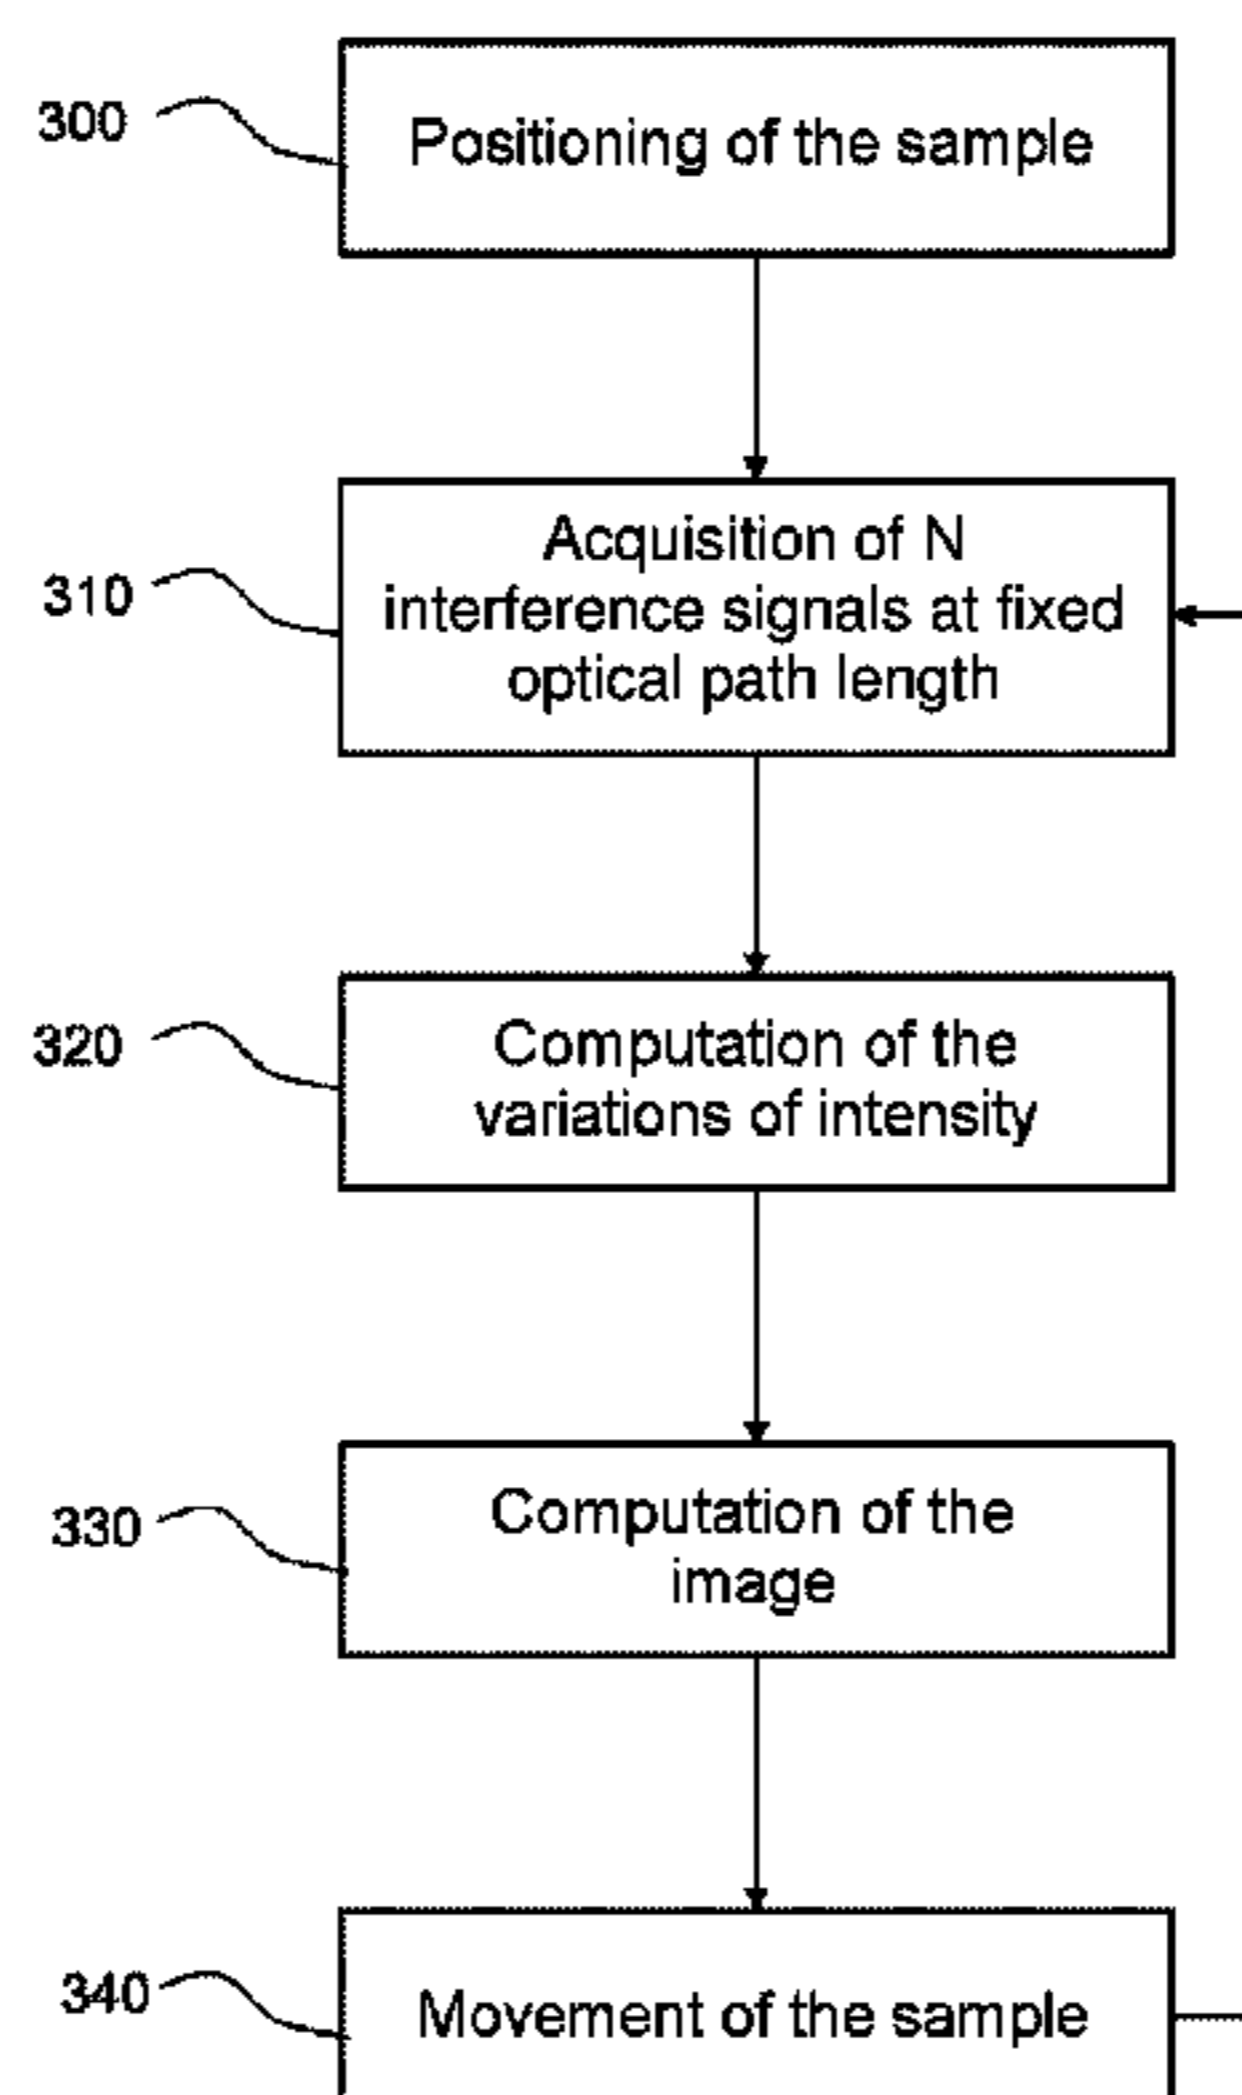 300
Positioning of the sample
310
Acquisition of N
interference signals at fixed
optical path length
320
Computation of the
variations of intensity
330
Computation of the
image
340
Movement of the sample